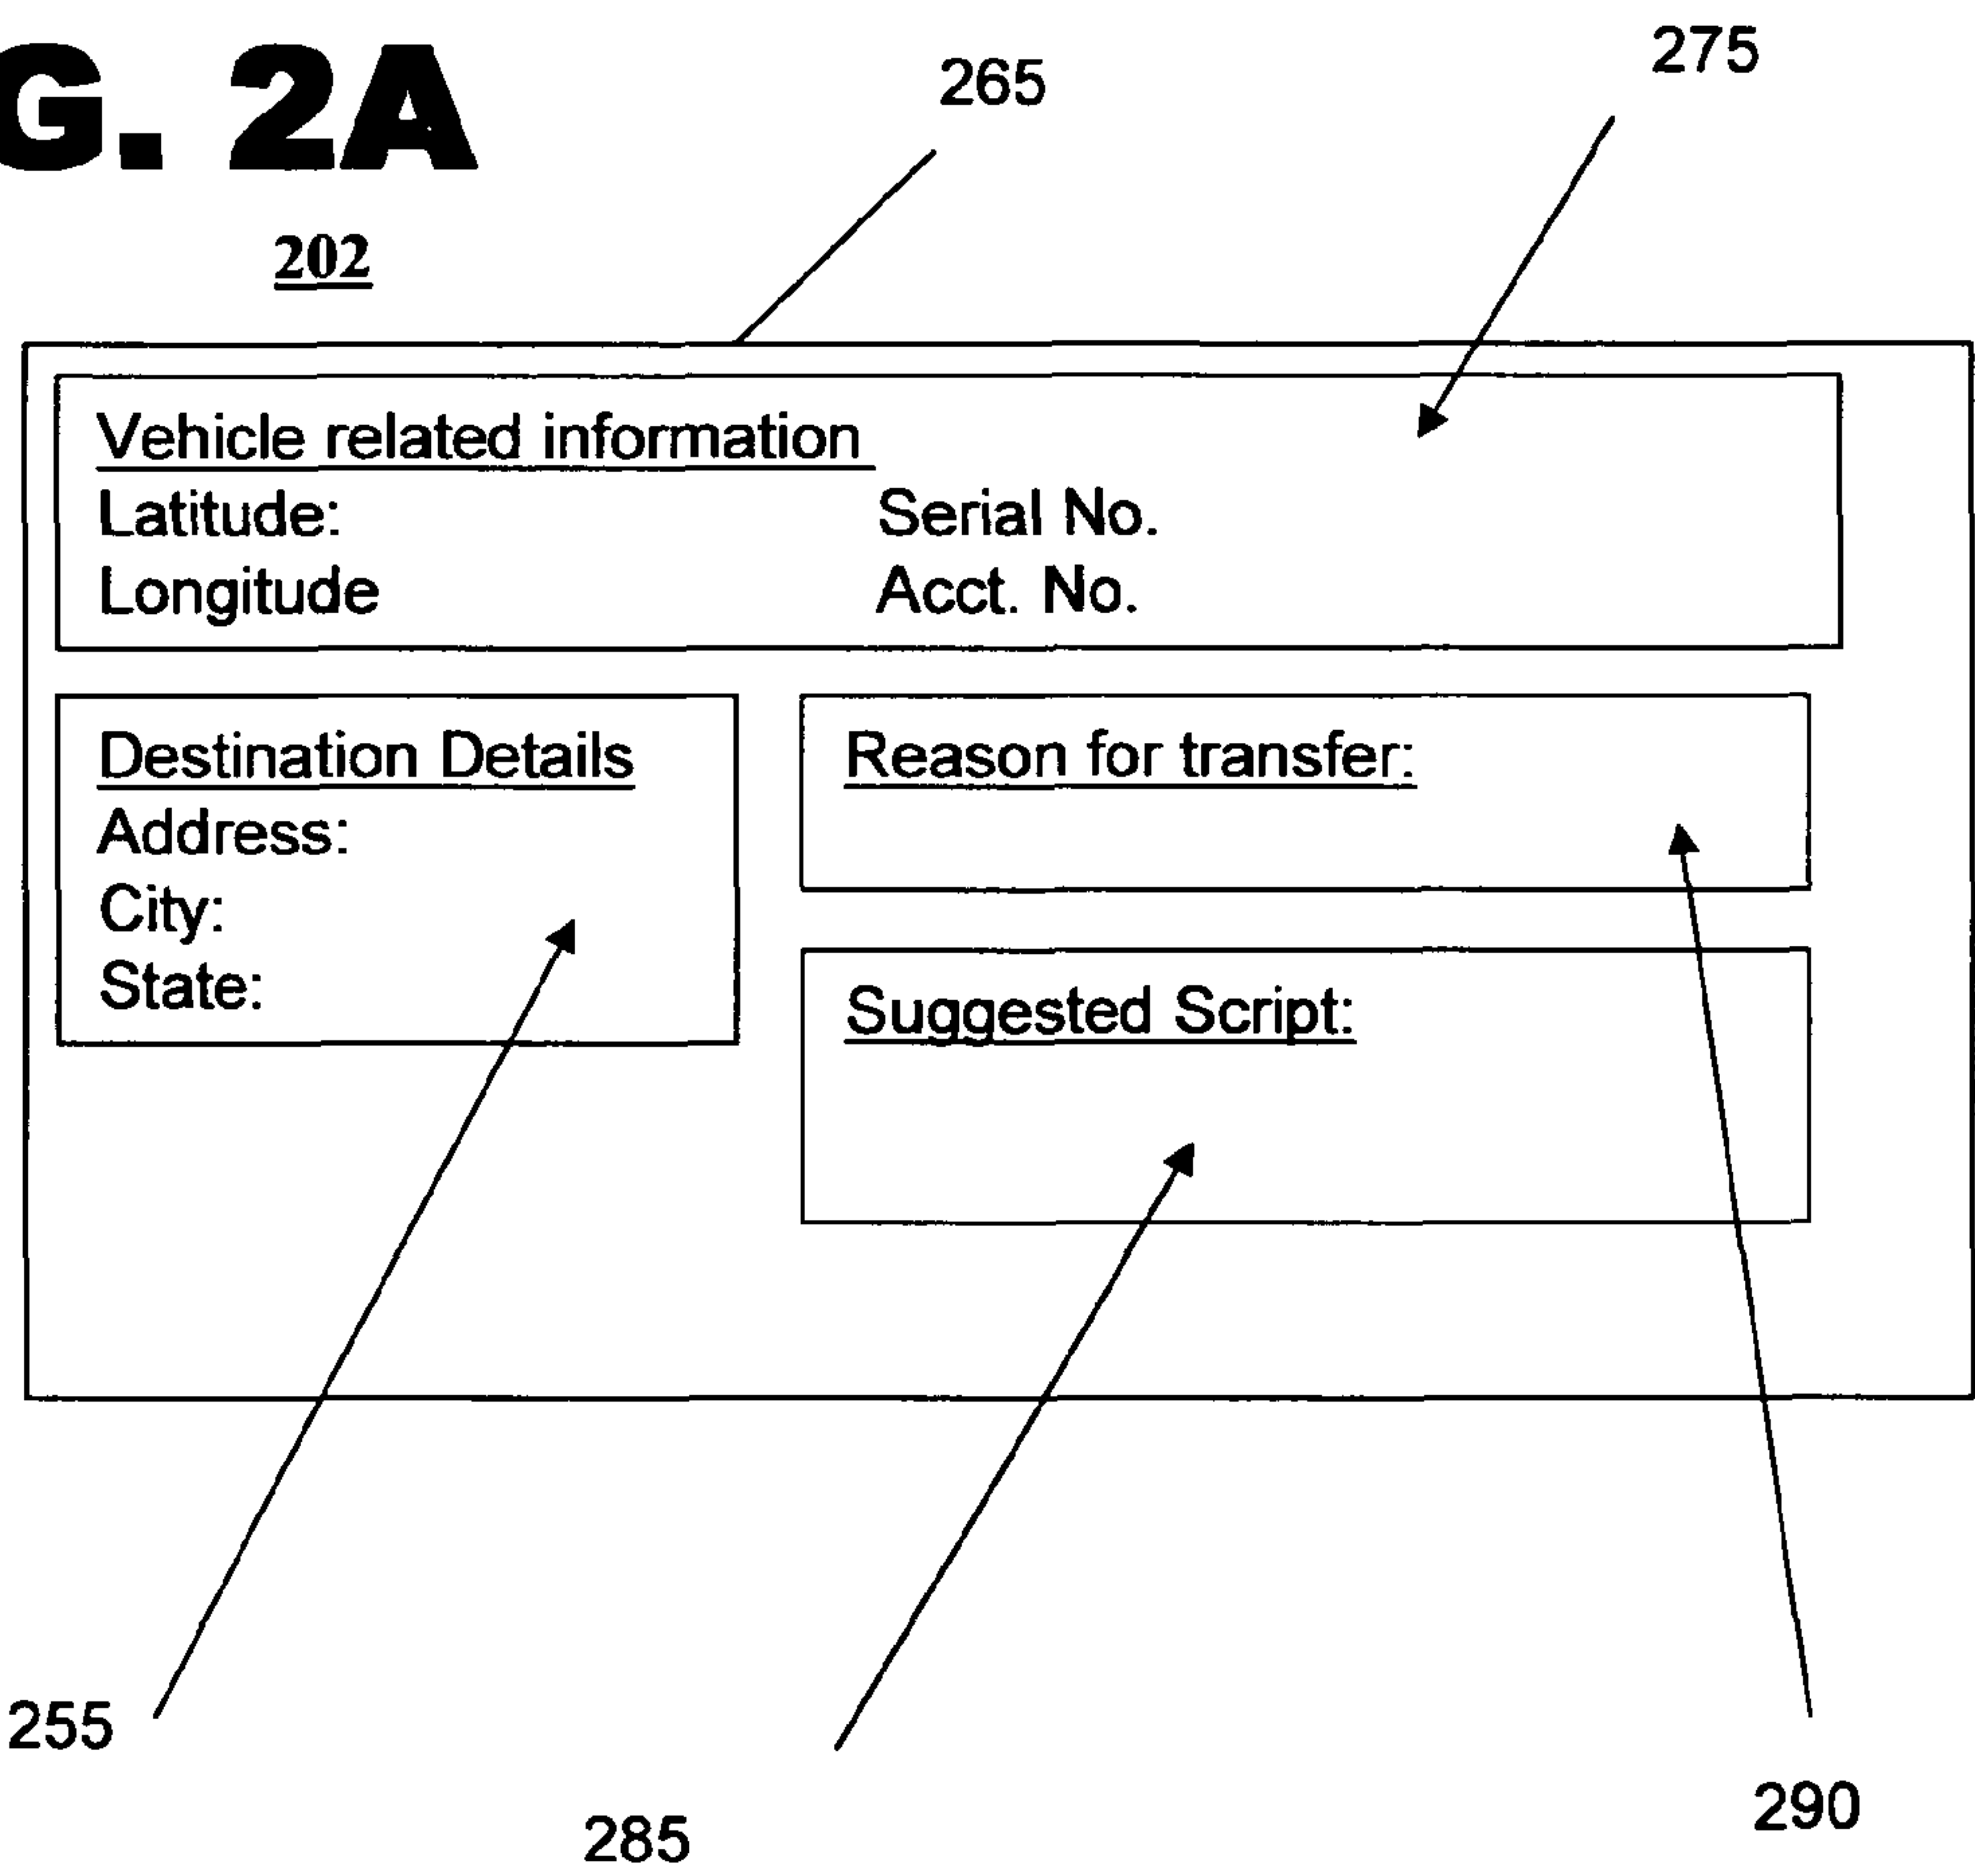 G. 2A
265
275
202
Vehicle related information
Latitude:
Serial No.
Longitude
Acct. No.
Destination Details
Address:
City:
State:
Reason for transfer:
Suggested Script:
255
285
290